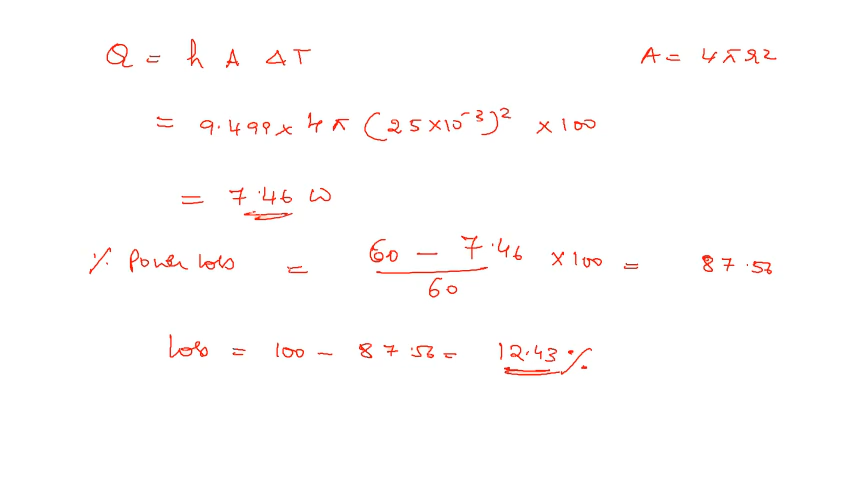 Q = h A ΔT A = 4πr²
= 9.499 × 4π (25×10⁻³)² × 100
= 7.46 W
% Power loss = 60 − 7.46 / 60 × 100 = 87.56
Loss = 100 − 87.56 = 12.43 %